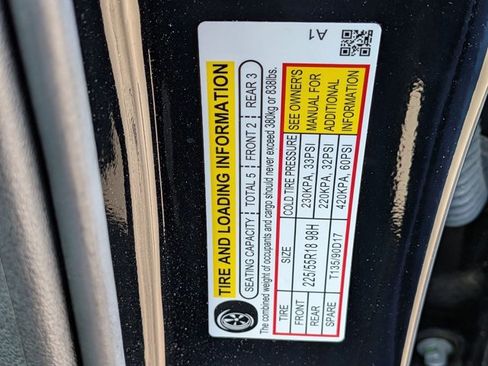 A1
TIRE AND LOADING INFORMATION
SEATING CAPACITY TOTAL 5 FRONT 2 REAR 3
The combined weight of occupants and cargo should never exceed 380kg or 838lbs.
TIRE SIZE COLD TIRE PRESSURE SEE OWNER'S MANUAL FOR ADDITIONAL INFORMATION
FRONT 225/55R18 98H 230KPA, 33PSI
REAR 220KPA, 32PSI
SPARE T135/90D17 420KPA, 60PSI